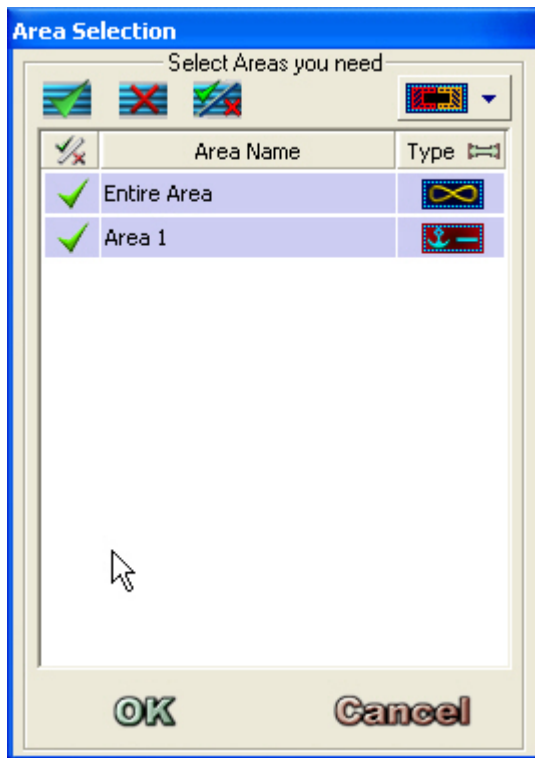 Area Selection
Select Areas you need
Area Name Type
Entire Area
Area 1
OK Cancel